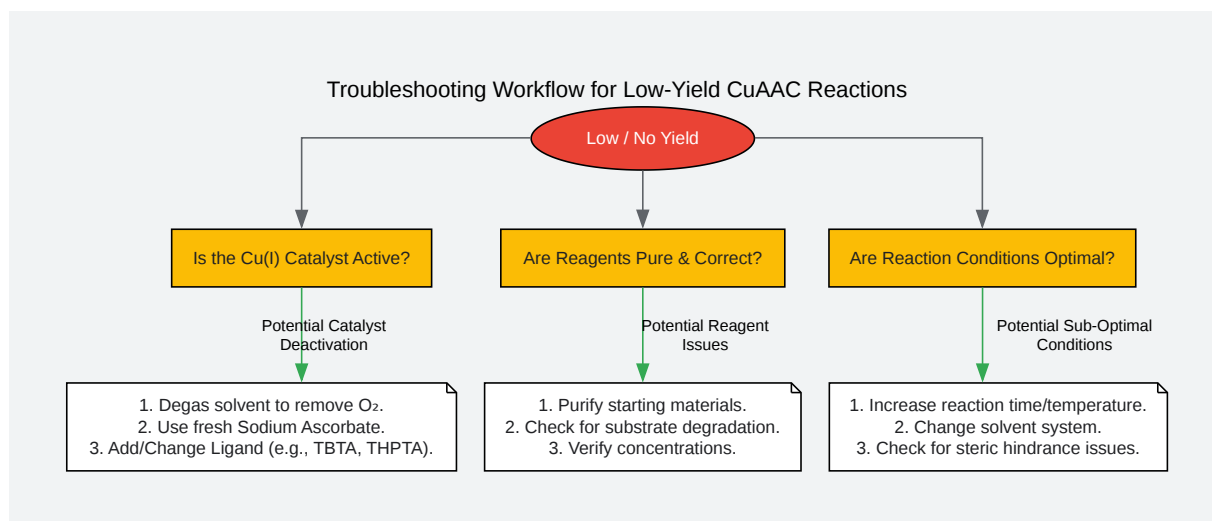 Troubleshooting Workflow for Low-Yield CuAAC Reactions
Low / No Yield
Is the Cu(I) Catalyst Active?
Are Reagents Pure & Correct?
Are Reaction Conditions Optimal?
Potential Catalyst
Deactivation
Potential Reagent
Issues
Potential Sub-Optimal
Conditions
1. Degas solvent to remove O₂.
2. Use fresh Sodium Ascorbate.
3. Add/Change Ligand (e.g., TBTA, THPTA).
1. Purify starting materials.
2. Check for substrate degradation.
3. Verify concentrations.
1. Increase reaction time/temperature.
2. Change solvent system.
3. Check for steric hindrance issues.